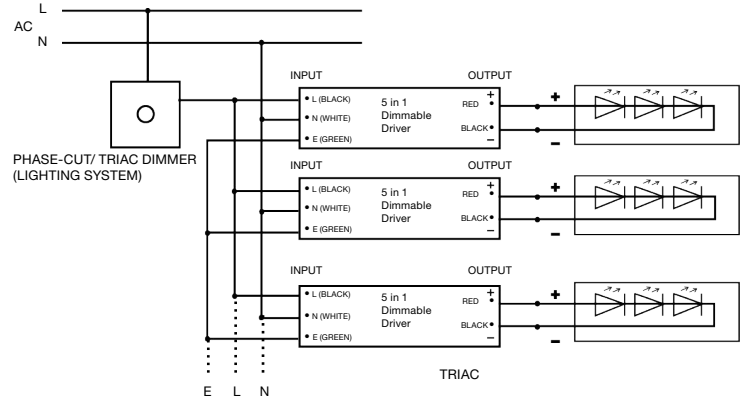 L
AC
N
PHASE-CUT/ TRIAC DIMMER
(LIGHTING SYSTEM)
INPUT
OUTPUT
• L (BLACK)
• N (WHITE)
• E (GREEN)
5 in 1
Dimmable
Driver
+
RED •
BLACK •
–
+
–
INPUT
OUTPUT
• L (BLACK)
• N (WHITE)
• E (GREEN)
5 in 1
Dimmable
Driver
+
RED •
BLACK •
–
+
–
INPUT
OUTPUT
• L (BLACK)
• N (WHITE)
• E (GREEN)
5 in 1
Dimmable
Driver
+
RED •
BLACK •
–
+
–
TRIAC
E L N